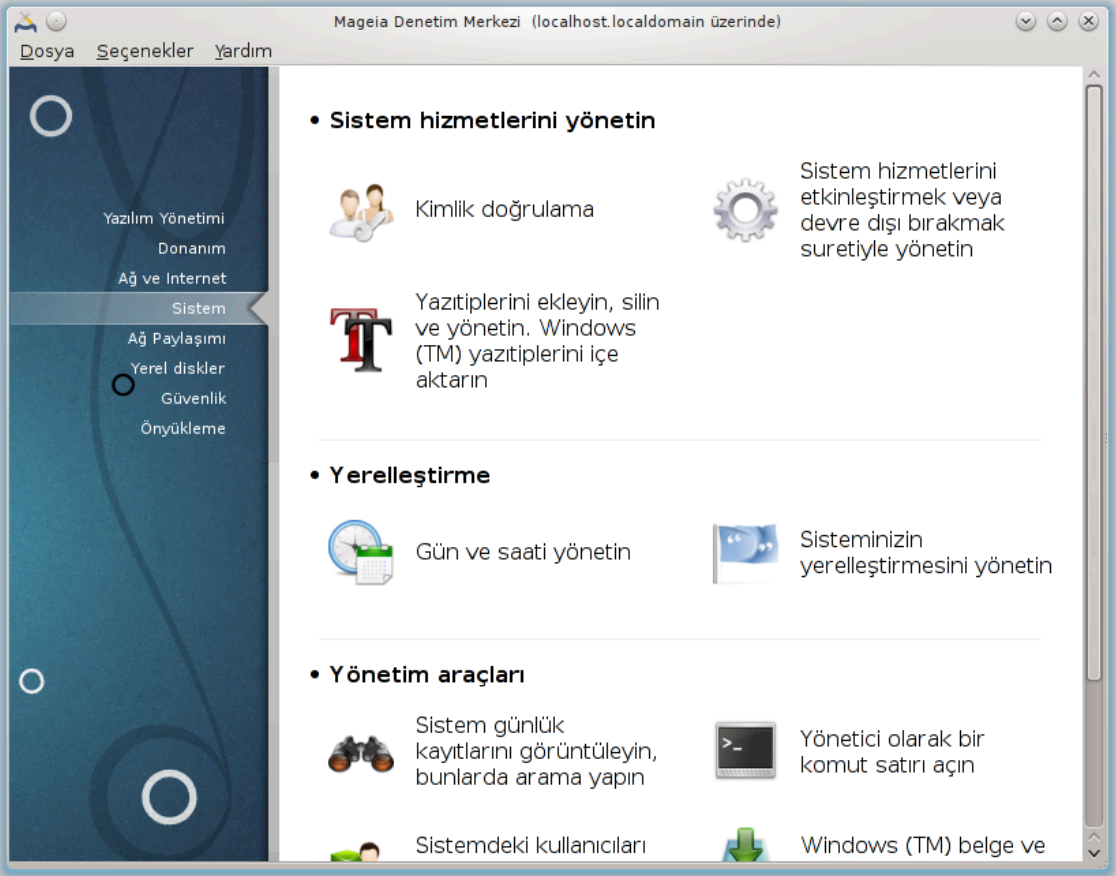 Mageia Denetim Merkezi (localhost.localdomain üzerinde)
Dosya Seçenekler Yardım
Yazılım Yönetimi
Donanım
Ağ ve Internet
Sistem
Ağ Paylaşımı
Yerel diskler
Güvenlik
Önyükleme
• Sistem hizmetlerini yönetin
Kimlik doğrulama
Sistem hizmetlerini
etkinleştirmek veya
devre dışı bırakmak
suretiyle yönetin
Yazıtiplerini ekleyin, silin
ve yönetin. Windows
(TM) yazıtiplerini içe
aktarın
• Yerelleştirme
Gün ve saati yönetin
Sisteminizin
yerelleştirmesini yönetin
• Yönetim araçları
Sistem günlük
kayıtlarını görüntüleyin,
bunlarda arama yapın
Yönetici olarak bir
komut satırı açın
Sistemdeki kullanıcıları
Windows (TM) belge ve